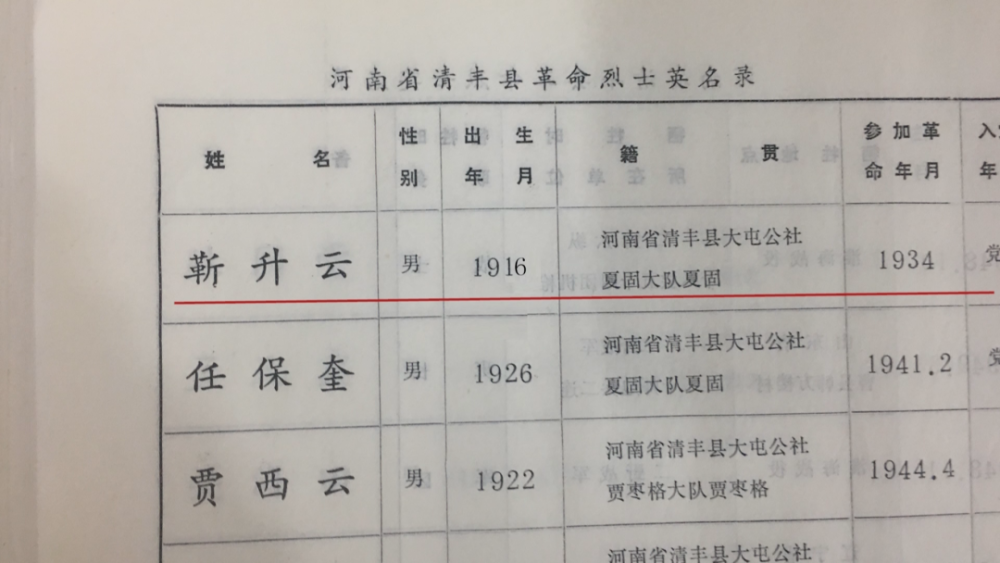 河南省清丰县革命烈士英名录
姓 名 性别 出生年月 籍贯 参加革命年月 入
靳升云 男 1916 河南省清丰县大屯公社 1934 党
夏固大队夏固
任保奎 男 1926 河南省清丰县大屯公社 1941.2 党
夏固大队夏固
贾西云 男 1922 河南省清丰县大屯公社 1944.4
贾枣格大队贾枣格
河南省清丰县大屯公社